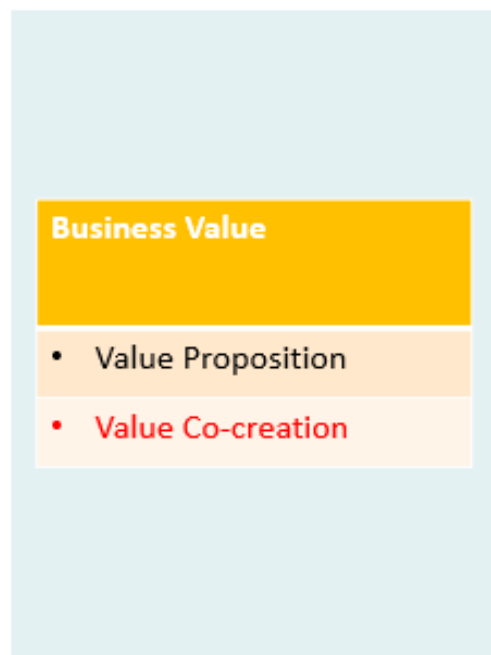 Business Value
• Value Proposition
• Value Co-creation